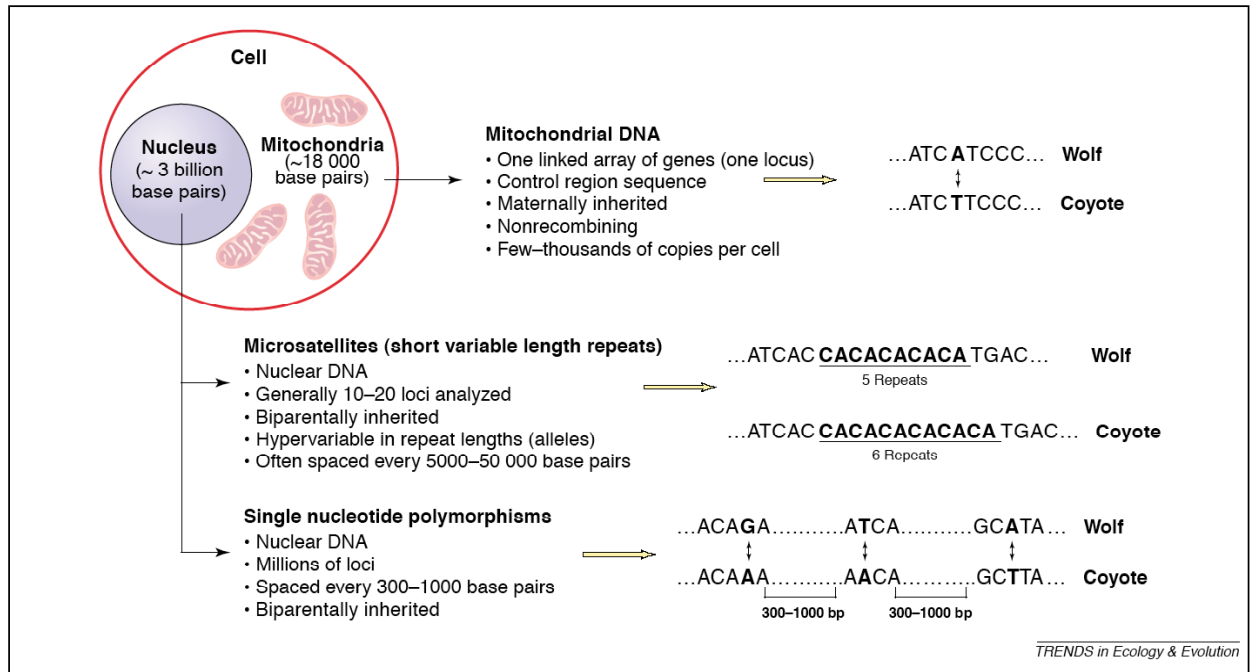 Cell
Nucleus
(~ 3 billion
base pairs)
Mitochondria
(~18 000
base pairs)
Mitochondrial DNA
• One linked array of genes (one locus)
• Control region sequence
• Maternally inherited
• Nonrecombining
• Few–thousands of copies per cell
...ATCATCCC... Wolf
...ATCTTCCC... Coyote
Microsatellites (short variable length repeats)
• Nuclear DNA
• Generally 10–20 loci analyzed
• Biparentally inherited
• Hypervariable in repeat lengths (alleles)
• Often spaced every 5000–50 000 base pairs
...ATCAC CACACACACA TGAC... Wolf
5 Repeats
...ATCAC CACACACACACA TGAC... Coyote
6 Repeats
Single nucleotide polymorphisms
• Nuclear DNA
• Millions of loci
• Spaced every 300–1000 base pairs
• Biparentally inherited
...ACAGA..........ATCA..........GCATA... Wolf
...ACAAA..........AACA..........GCTTA... Coyote
300–1000 bp 300–1000 bp
TRENDS in Ecology & Evolution